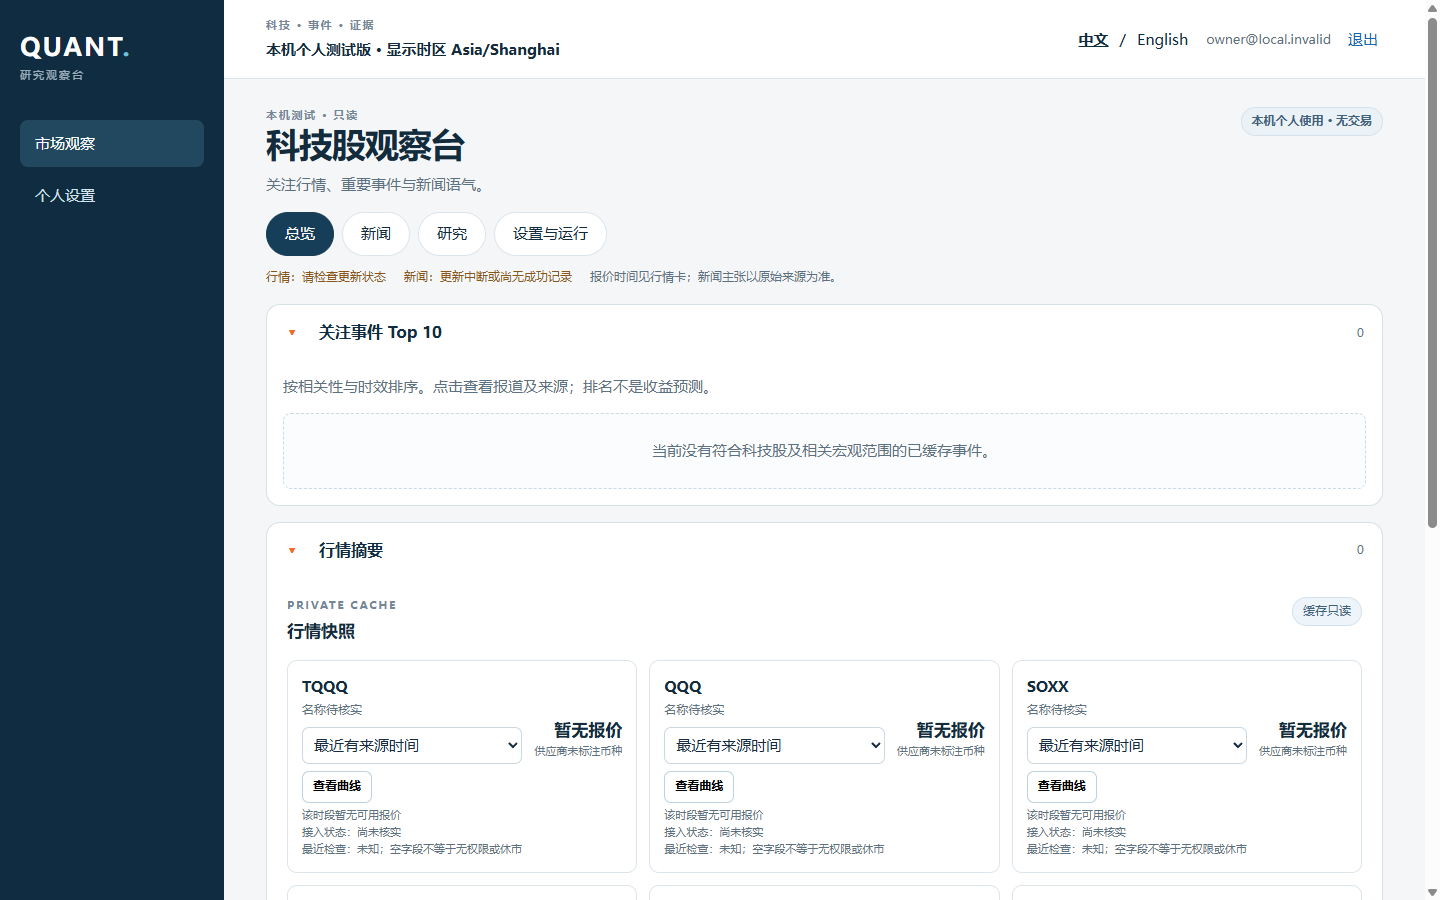 QUANT.
研究观察台
市场观察
个人设置
科技 • 事件 • 证据
本机个人测试版 • 显示时区 Asia/Shanghai
中文 / English owner@local.invalid 退出
本机测试 • 只读
科技股观察台
关注行情、重要事件与新闻语气。
本机个人使用 • 无交易
总览 新闻 研究 设置与运行
行情：请检查更新状态 新闻：更新中断或尚无成功记录 报价时间见行情卡；新闻主张以原始来源为准。
▼ 关注事件 Top 10 0
按相关性与时效排序。点击查看报道及来源；排名不是收益预测。
当前没有符合科技股及相关宏观范围的已缓存事件。
▼ 行情摘要 0
PRIVATE CACHE
行情快照
缓存只读
TQQQ
名称待核实
最近有来源时间
暂无报价
供应商未标注币种
查看曲线
该时段暂无可用报价
接入状态：尚未核实
最近检查：未知；空字段不等于无权限或休市
QQQ
名称待核实
最近有来源时间
暂无报价
供应商未标注币种
查看曲线
该时段暂无可用报价
接入状态：尚未核实
最近检查：未知；空字段不等于无权限或休市
SOXX
名称待核实
最近有来源时间
暂无报价
供应商未标注币种
查看曲线
该时段暂无可用报价
接入状态：尚未核实
最近检查：未知；空字段不等于无权限或休市